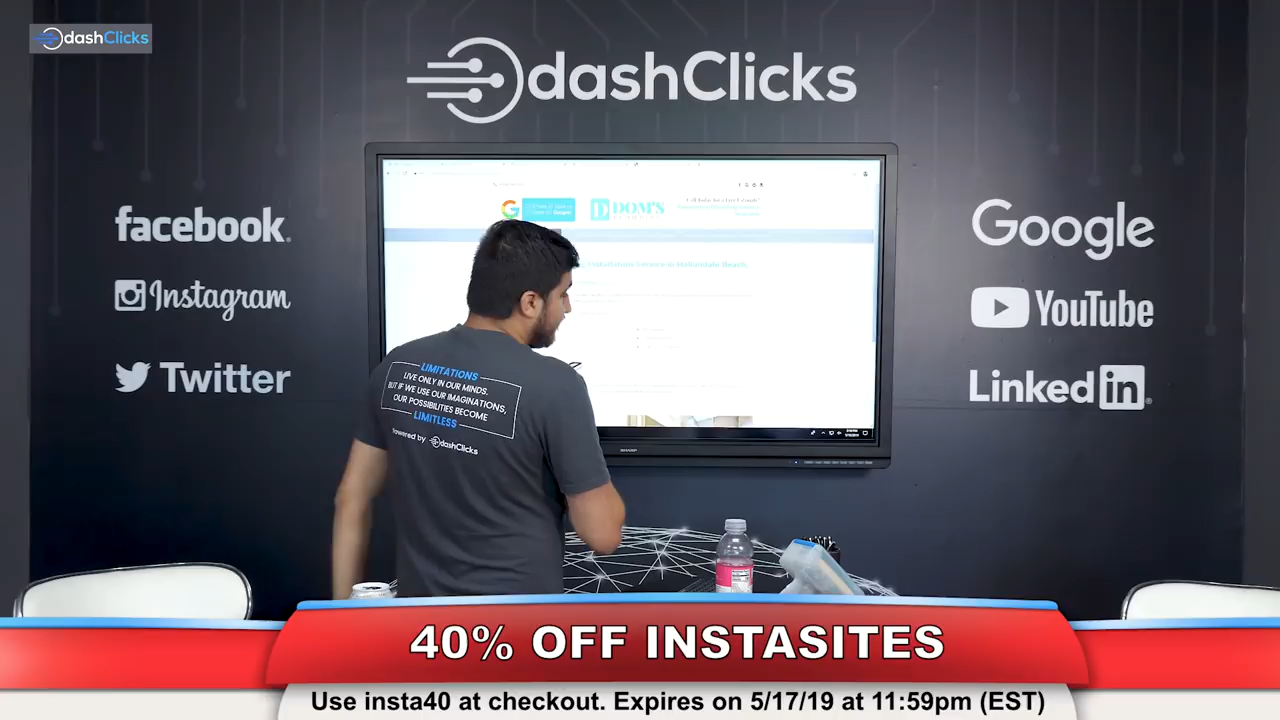 dashClicks
dashClicks
facebook.
Instagram
Twitter
Google
YouTube
Linkedin
DOM'S
LIMITATIONS
LIVE ONLY IN OUR MINDS.
BUT IF WE USE OUR IMAGINATIONS,
OUR POSSIBILITIES BECOME
LIMITLESS
Powered by dashClicks
SHARP
40% OFF INSTASITES
Use insta40 at checkout. Expires on 5/17/19 at 11:59pm (EST)